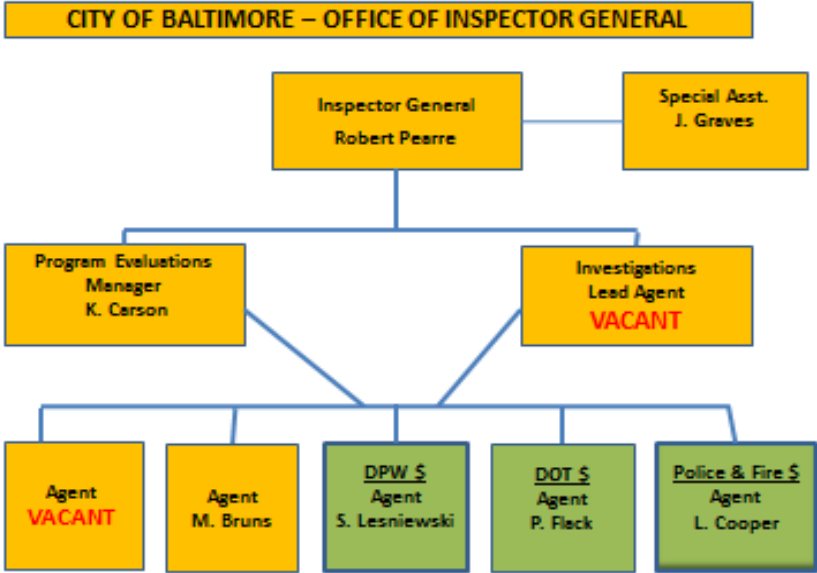 CITY OF BALTIMORE – OFFICE OF INSPECTOR GENERAL
Inspector General
Robert Pearre
Special Asst.
J. Graves
Program Evaluations
Manager
K. Carson
Investigations
Lead Agent
VACANT
Agent
VACANT
Agent
M. Bruns
DPW $
Agent
S. Lesniewski
DOT $
Agent
P. Flack
Police & Fire $
Agent
L. Cooper